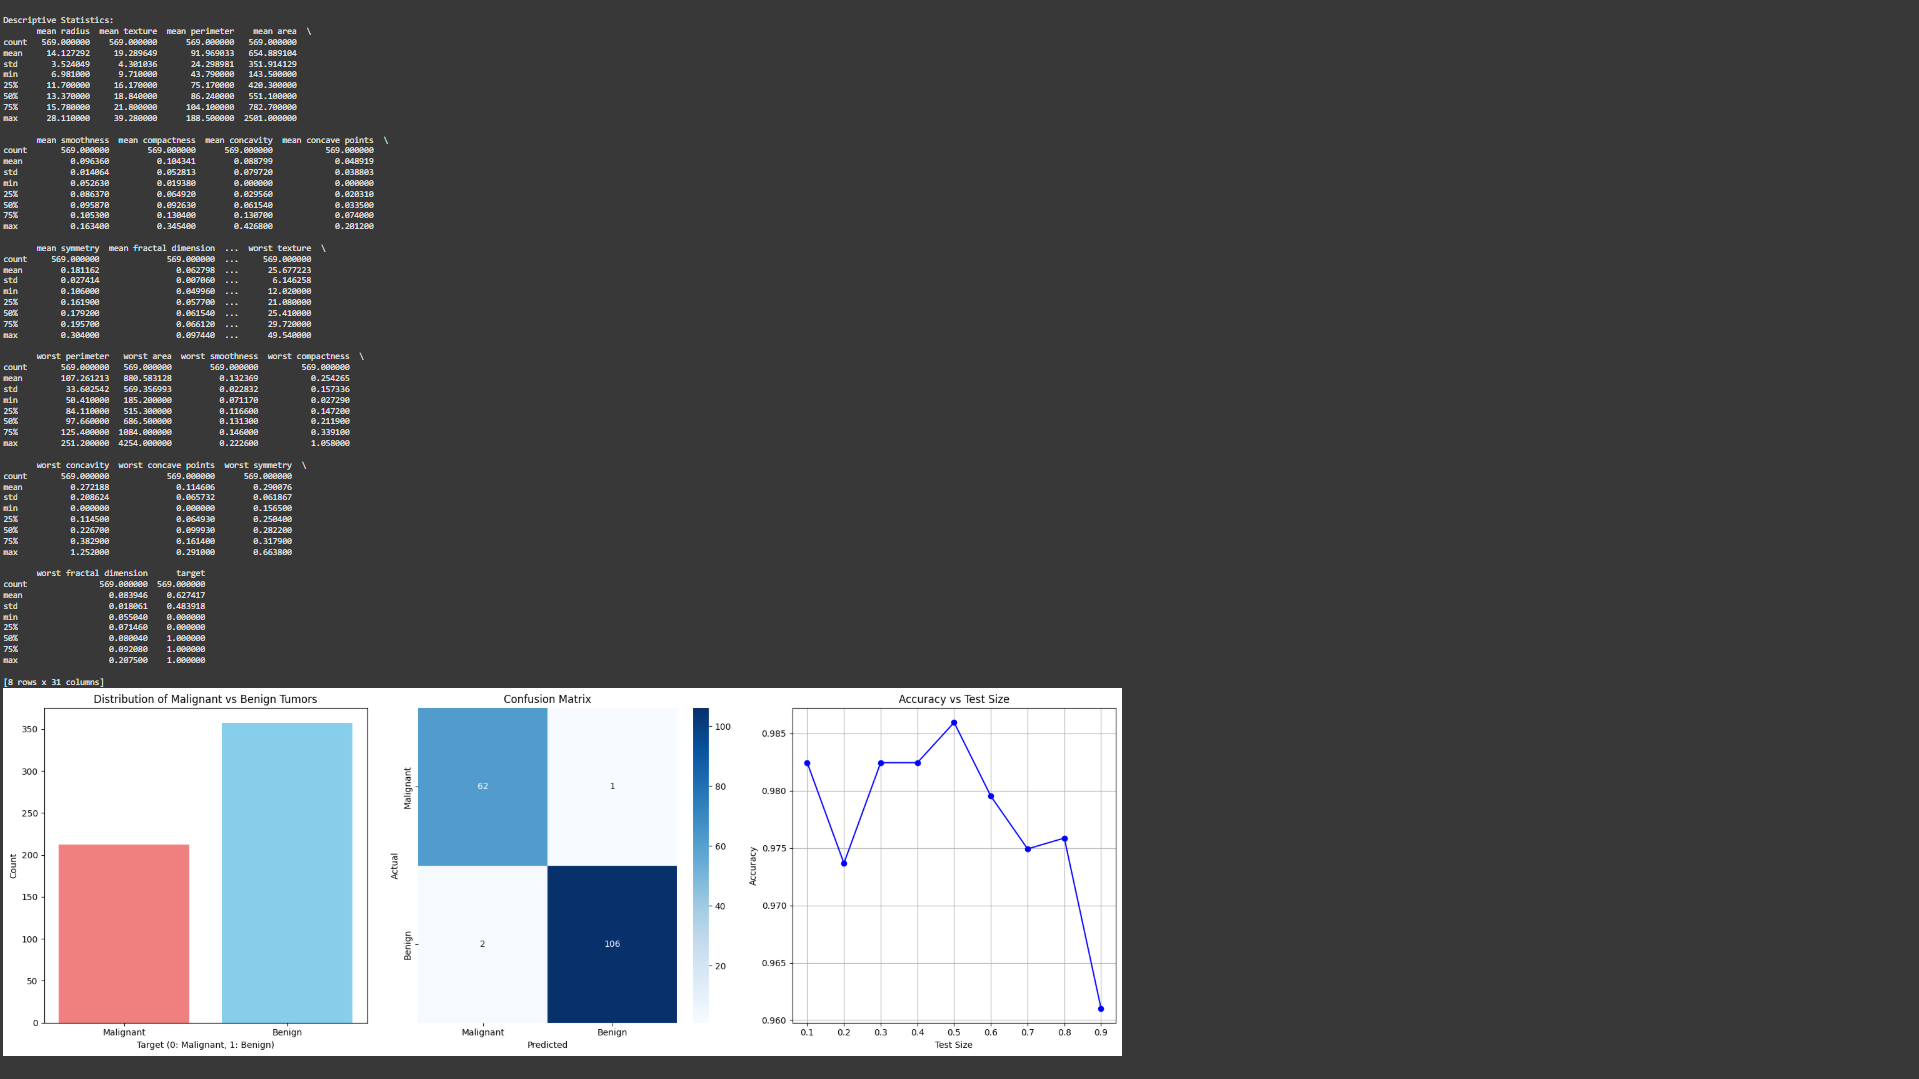 Descriptive Statistics:
mean radius mean texture mean perimeter mean area \
count 569.000000 569.000000 569.000000 569.000000
mean 14.127292 19.289649 91.969033 654.889104
std 3.524049 4.301036 24.298981 351.914129
min 6.981000 9.710000 43.790000 143.500000
25% 11.700000 16.170000 75.170000 420.300000
50% 13.370000 18.840000 86.240000 551.100000
75% 15.780000 21.800000 104.100000 782.700000
max 28.110000 39.280000 188.500000 2501.000000
mean smoothness mean compactness mean concavity mean concave points \
count 569.000000 569.000000 569.000000 569.000000
mean 0.096360 0.104341 0.088799 0.048919
std 0.014064 0.052813 0.079720 0.038803
min 0.052630 0.019380 0.000000 0.000000
25% 0.086370 0.064920 0.029560 0.020310
50% 0.095870 0.092630 0.061540 0.033500
75% 0.105300 0.130400 0.130700 0.074000
max 0.163400 0.345400 0.426800 0.201200
mean symmetry mean fractal dimension ... worst texture \
count 569.000000 569.000000 ... 569.000000
mean 0.181162 0.062798 ... 25.677223
std 0.027414 0.007060 ... 6.146258
min 0.106000 0.049960 ... 12.020000
25% 0.161900 0.057700 ... 21.080000
50% 0.179200 0.061540 ... 25.410000
75% 0.195700 0.066120 ... 29.720000
max 0.304000 0.097440 ... 49.540000
worst perimeter worst area worst smoothness worst compactness \
count 569.000000 569.000000 569.000000 569.000000
mean 107.261213 880.583128 0.132369 0.254265
std 33.602542 569.356993 0.022832 0.157336
min 50.410000 185.200000 0.071170 0.027290
25% 84.110000 515.300000 0.116600 0.147200
50% 97.660000 686.500000 0.131300 0.211900
75% 125.400000 1084.000000 0.146000 0.339100
max 251.200000 4254.000000 0.222600 1.058000
worst concavity worst concave points worst symmetry \
count 569.000000 569.000000 569.000000
mean 0.272188 0.114606 0.290076
std 0.208624 0.065732 0.061867
min 0.000000 0.000000 0.156500
25% 0.114500 0.064930 0.250400
50% 0.226700 0.099930 0.282200
75% 0.382900 0.161400 0.317900
max 1.252000 0.291000 0.663800
worst fractal dimension target
count 569.000000 569.000000
mean 0.083946 0.627417
std 0.018061 0.483918
min 0.055040 0.000000
25% 0.071460 0.000000
50% 0.080040 1.000000
75% 0.092080 1.000000
max 0.207500 1.000000
[8 rows x 31 columns]
Distribution of Malignant vs Benign Tumors
350
300
250
200
150
100
50
0
Count
Malignant Benign
Target (0: Malignant, 1: Benign)
Confusion Matrix
Malignant
Benign
Actual
62 1
2 106
Malignant Benign
Predicted
100
80
60
40
20
Accuracy vs Test Size
0.985
0.980
0.975
0.970
0.965
0.960
Accuracy
0.1 0.2 0.3 0.4 0.5 0.6 0.7 0.8 0.9
Test Size